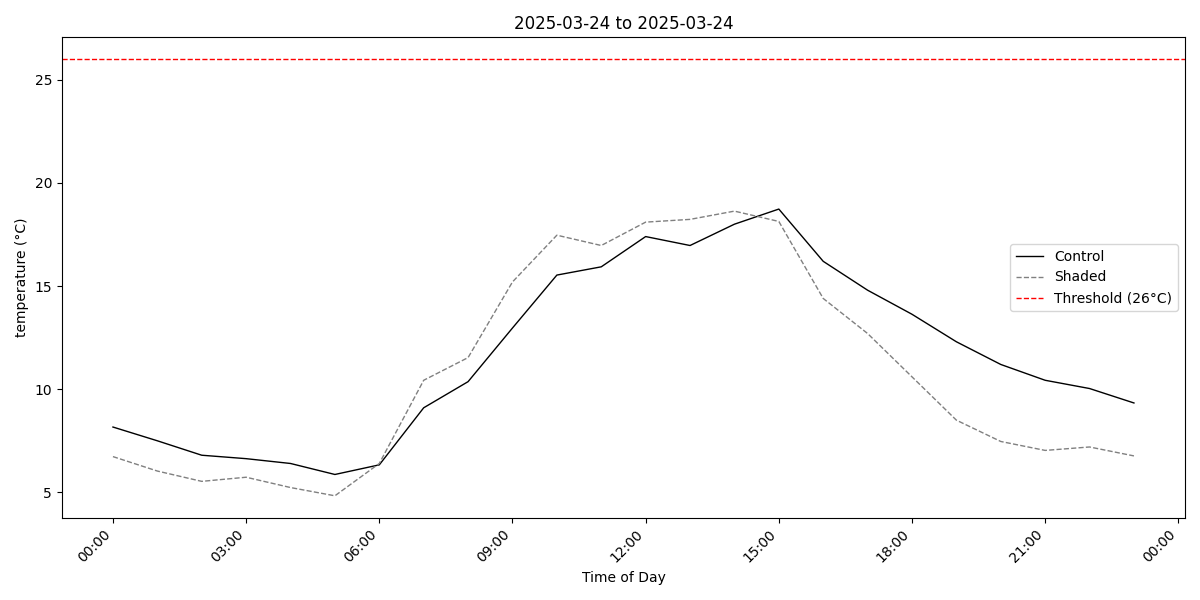 2025-03-24 to 2025-03-24
temperature (°C)
25
20
15
10
5
Control
Shaded
Threshold (26°C)
00:00
03:00
06:00
09:00
12:00
15:00
18:00
21:00
00:00
Time of Day